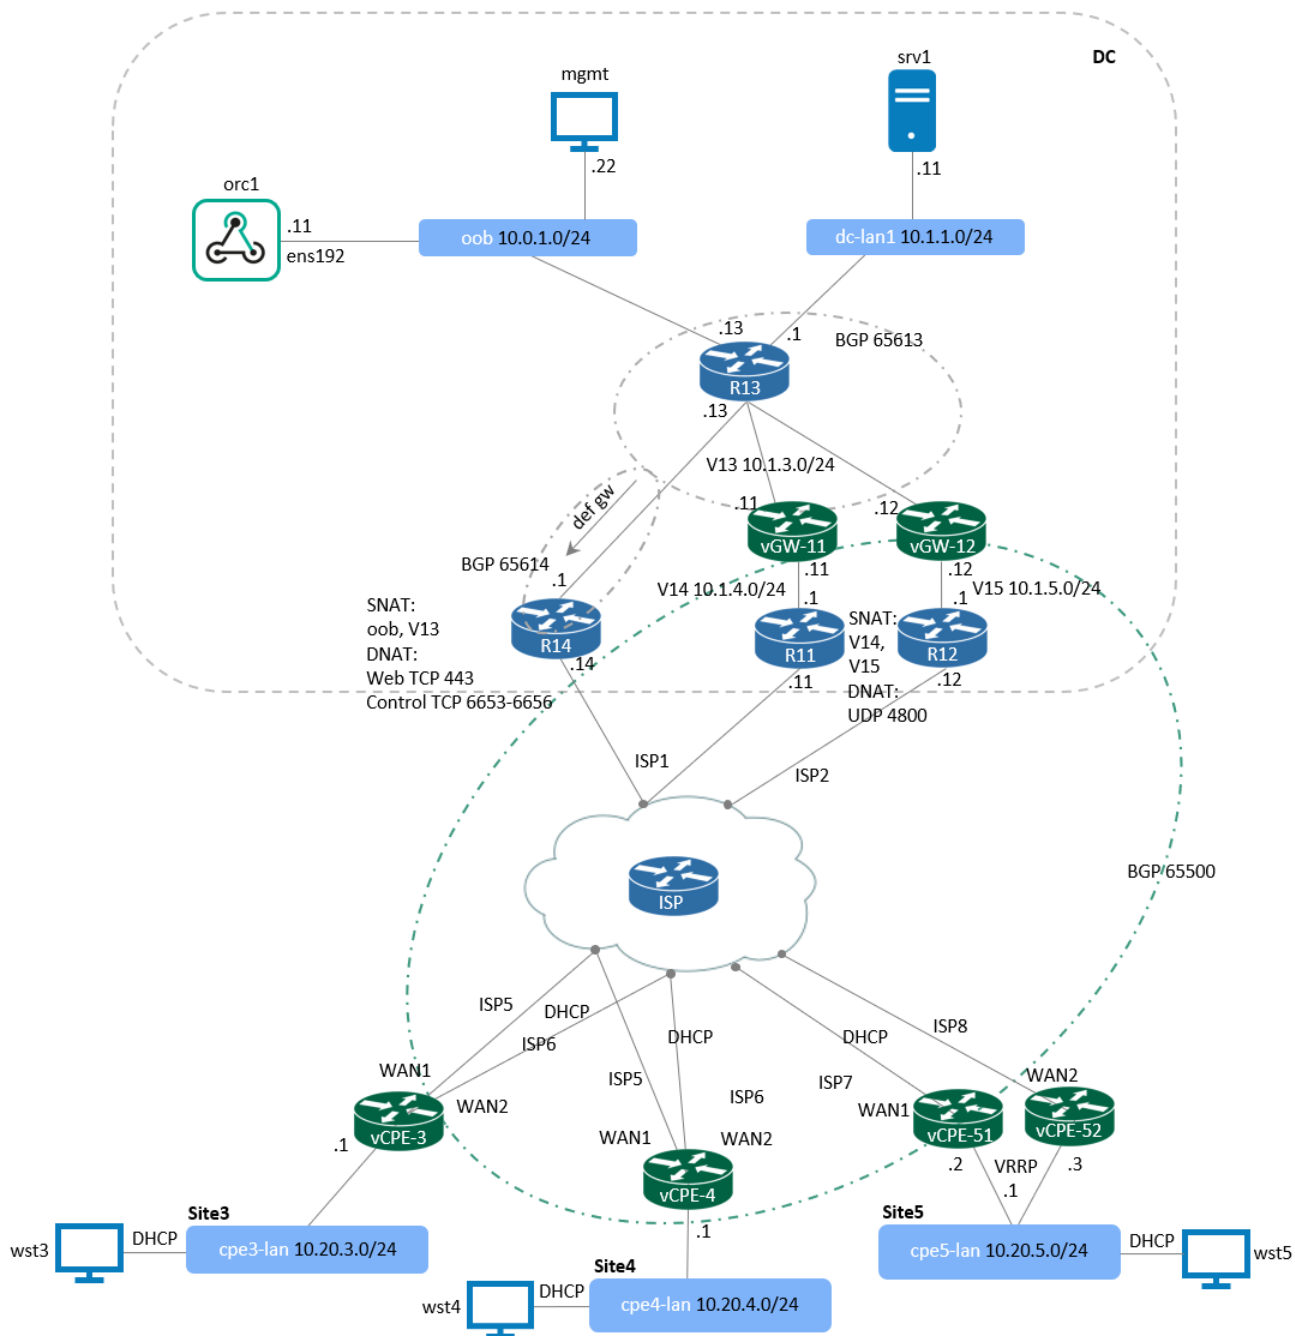 DC
srv1
mgmt
.22
.11
orc1
.11
ens192
oob 10.0.1.0/24
dc-lan1 10.1.1.0/24
.13
.1
BGP 65613
R13
.13
V13 10.1.3.0/24
def gw
.11
.12
vGW-11
vGW-12
BGP 65614
.1
.11
.12
V14 10.1.4.0/24
V15 10.1.5.0/24
.1
.1
SNAT:
oob, V13
DNAT:
Web TCP 443
Control TCP 6653-6656
R14
.14
R11
.11
SNAT:
V14,
V15
DNAT:
UDP 4800
R12
.12
ISP1
ISP2
ISP
BGP 65500
ISP5
DHCP
ISP6
DHCP
ISP5
ISP6
DHCP
ISP7
ISP8
WAN1
WAN2
vCPE-3
.1
WAN1
WAN2
vCPE-4
.1
WAN1
WAN2
vCPE-51
vCPE-52
.2
VRRP
.1
.3
Site3
wst3
DHCP
cpe3-lan 10.20.3.0/24
Site4
wst4
DHCP
cpe4-lan 10.20.4.0/24
Site5
cpe5-lan 10.20.5.0/24
DHCP
wst5